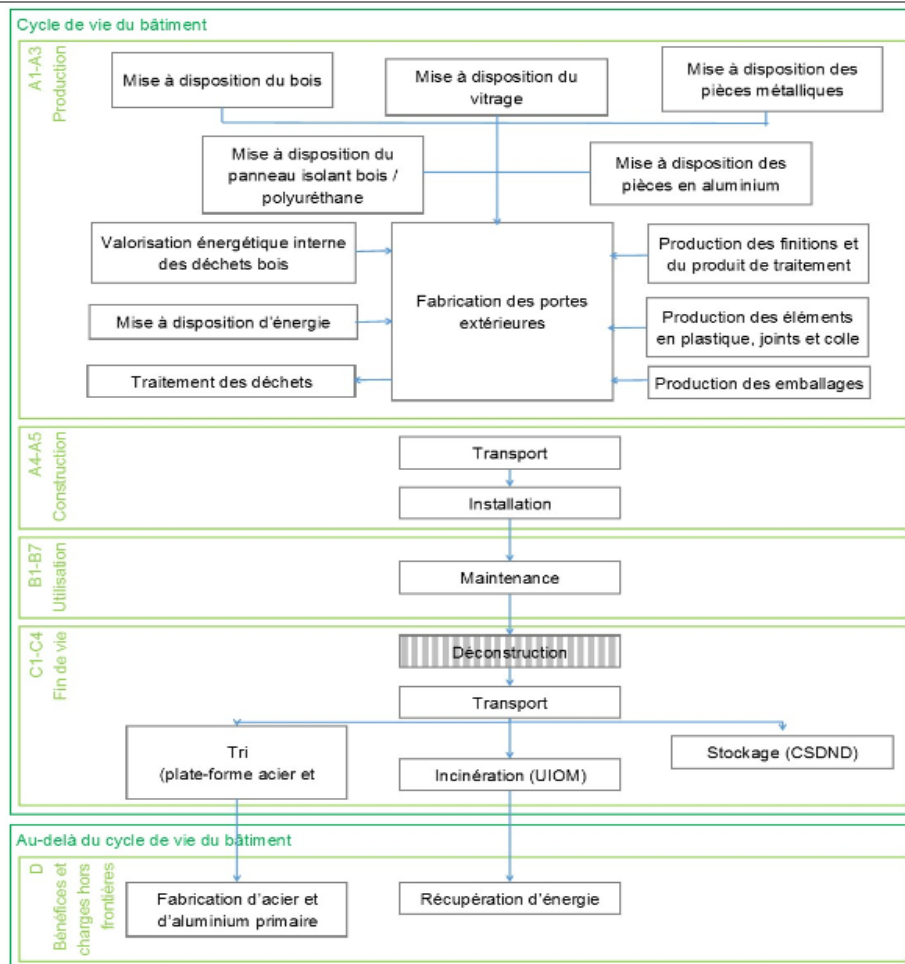 Cycle de vie du bâtiment
A1-A3
Production
Mise à disposition du bois
Mise à disposition du
vitrage
Mise à disposition des
pièces métalliques
Mise à disposition du
panneau isolant bois /
polyuréthane
Mise à disposition des
pièces en aluminium
Valorisation énergétique interne
des déchets bois
Mise à disposition d'énergie
Traitement des déchets
Fabrication des portes
extérieures
Production des finitions et
du produit de traitement
Production des éléments
en plastique, joints et colle
Production des emballages
A4-A5
Construction
Transport
Installation
B1-B7
Utilisation
Maintenance
C1-C4
Fin de vie
Déconstruction
Transport
Tri
(plate-forme acier et
Incinération (UIOM)
Stockage (CSDND)
Au-delà du cycle de vie du bâtiment
D
Bénéfices et
charges hors
frontières
Fabrication d'acier et
d'aluminium primaire
Récupération d'énergie